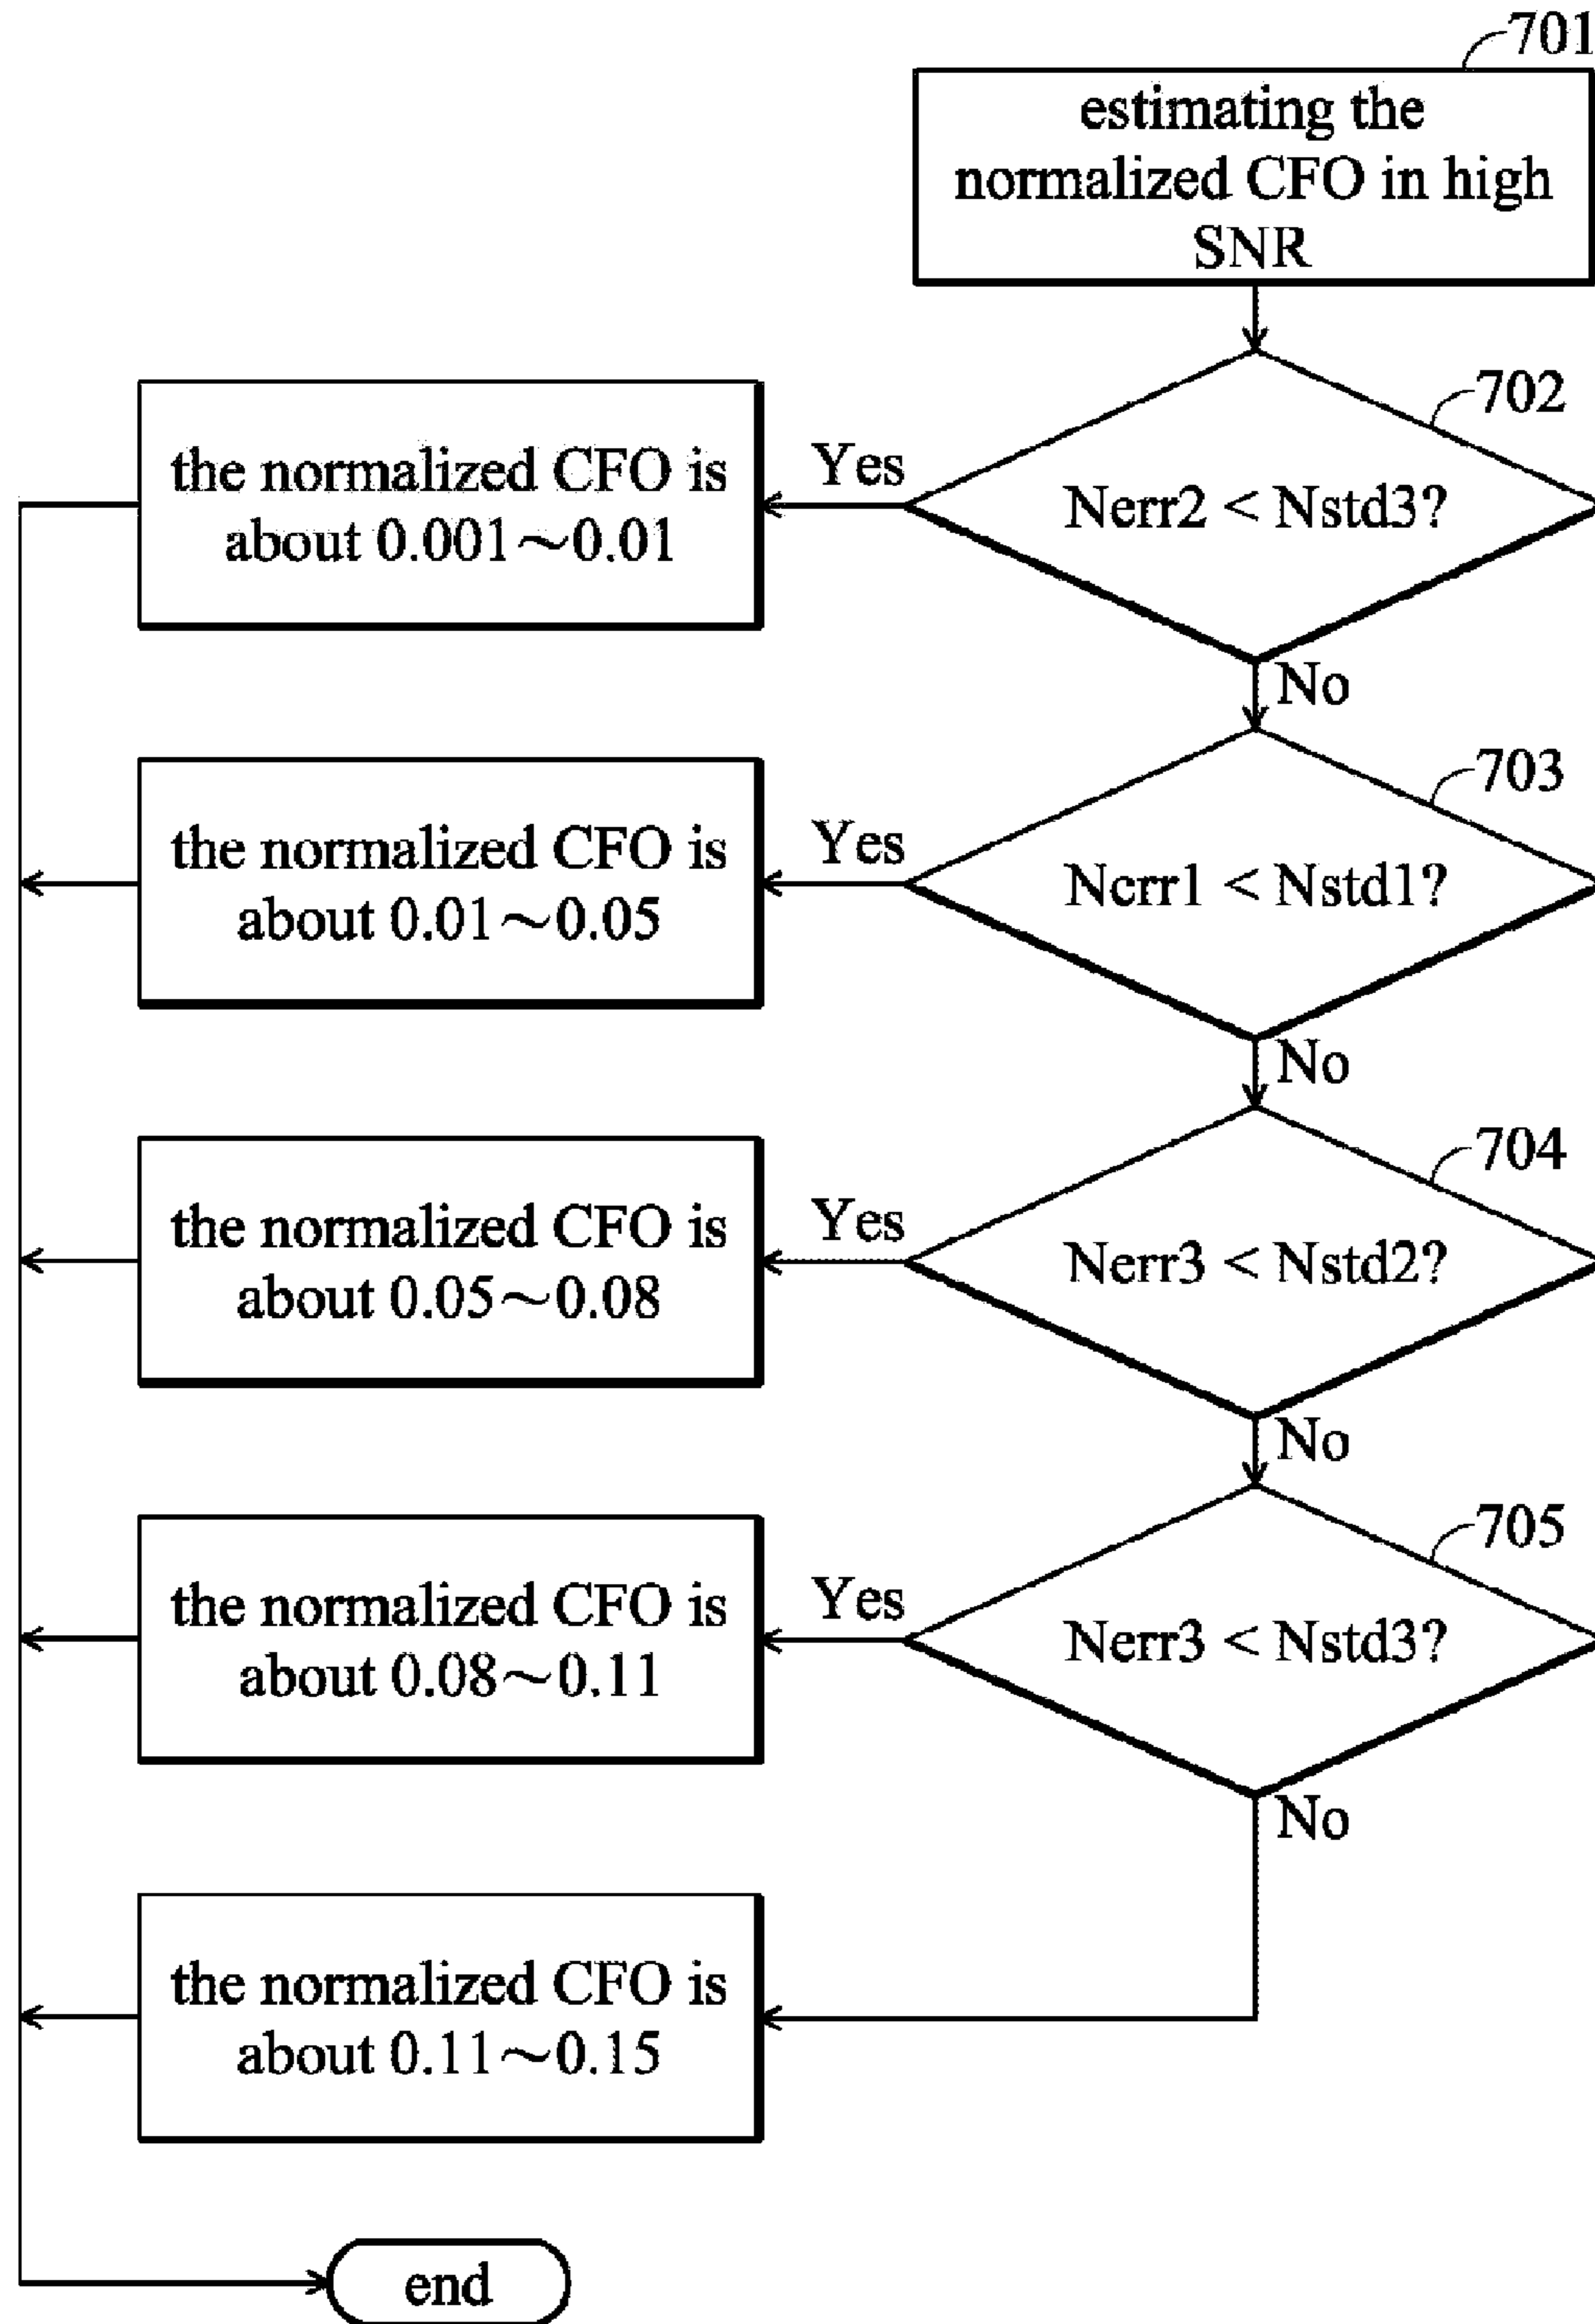 701
estimating the
normalized CFO in high
SNR
702
Nerr2 < Nstd3?
Yes
the normalized CFO is
about 0.001~0.01
No
703
Ncrr1 < Nstd1?
Yes
the normalized CFO is
about 0.01~0.05
No
704
Nerr3 < Nstd2?
Yes
the normalized CFO is
about 0.05~0.08
No
705
Nerr3 < Nstd3?
Yes
the normalized CFO is
about 0.08~0.11
No
the normalized CFO is
about 0.11~0.15
end